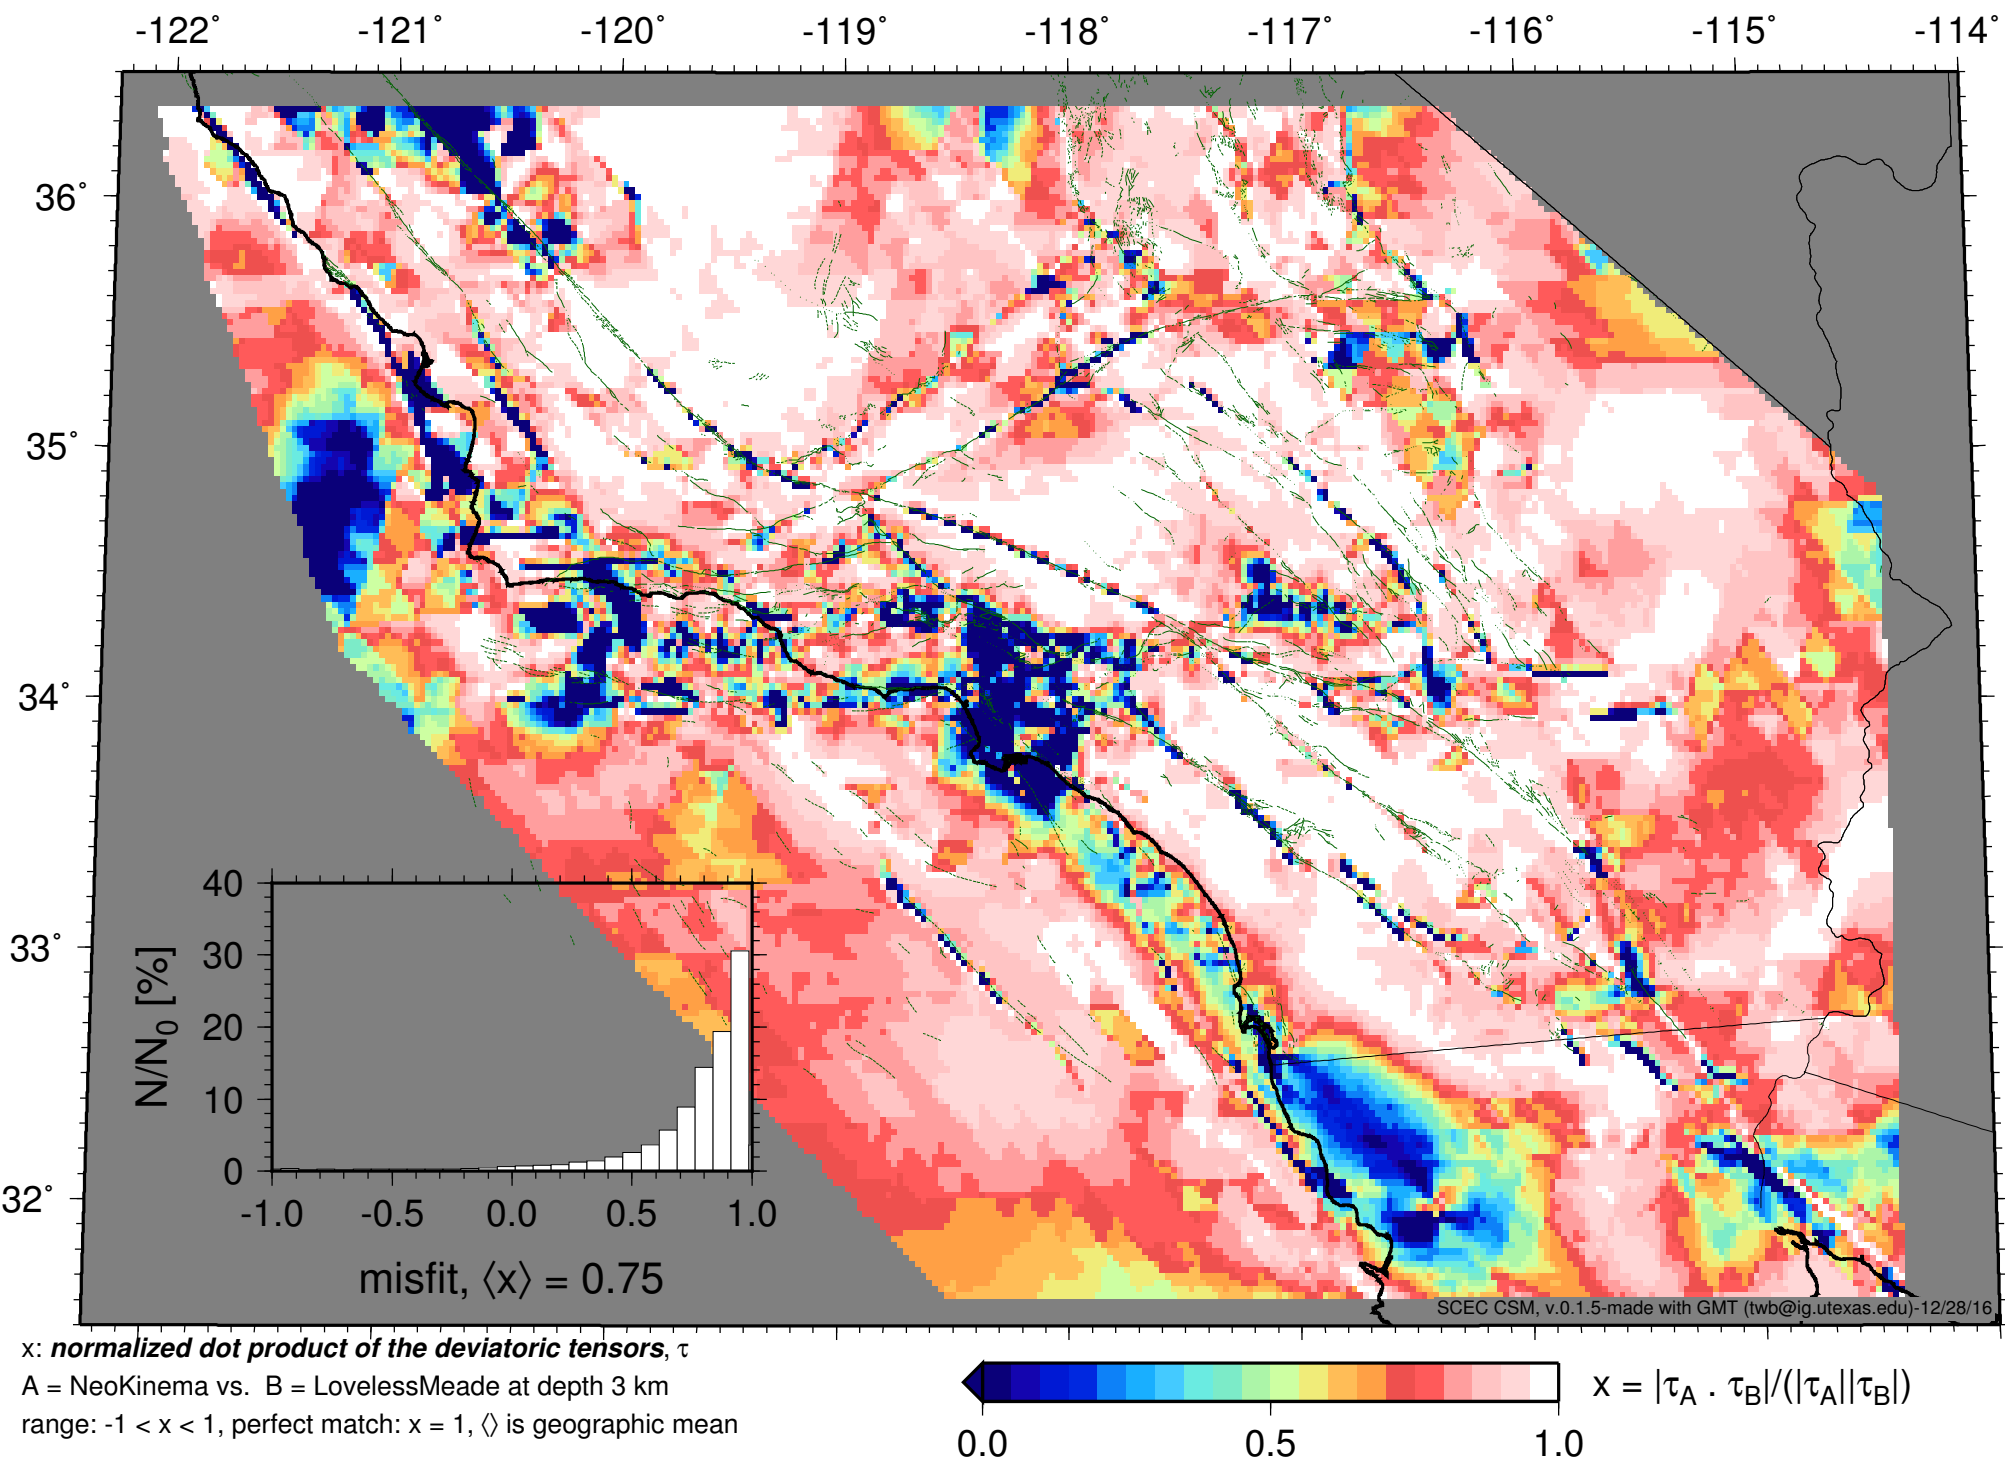 -122° -121° -120° -119° -118° -117° -116° -115° -114°
36°
35°
34°
33°
32°
40
30
20
10
0
N/N0 [%]
-1.0 -0.5 0.0 0.5 1.0
misfit, ⟨x⟩ = 0.75
SCEC CSM, v.0.1.5-made with GMT (twb@ig.utexas.edu)-12/28/16
x: normalized dot product of the deviatoric tensors, τ
A = NeoKinema vs. B = LovelessMeade at depth 3 km
range: -1 < x < 1, perfect match: x = 1, ⟨⟩ is geographic mean
x = |τA . τB|/(|τA||τB|)
0.0 0.5 1.0